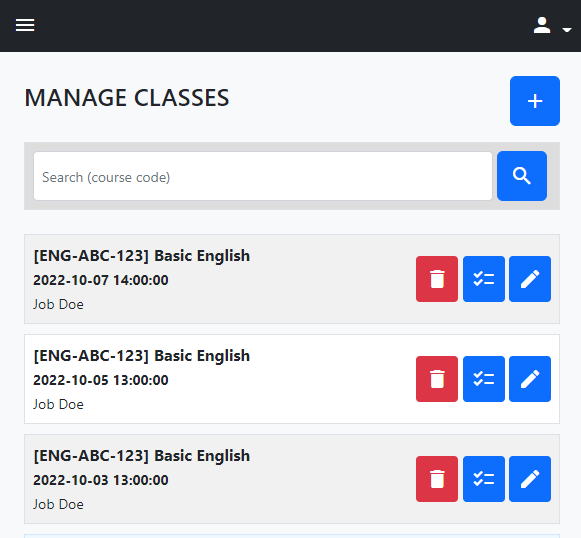 MANAGE CLASSES
Search (course code)
[ENG-ABC-123] Basic English
2022-10-07 14:00:00
Job Doe
[ENG-ABC-123] Basic English
2022-10-05 13:00:00
Job Doe
[ENG-ABC-123] Basic English
2022-10-03 13:00:00
Job Doe